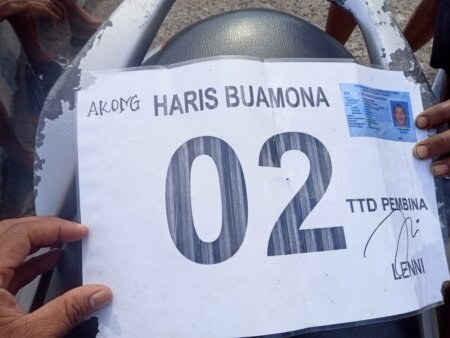 AKONG HARIS BUAMONA
02
TTD PEMBINA
LENNI